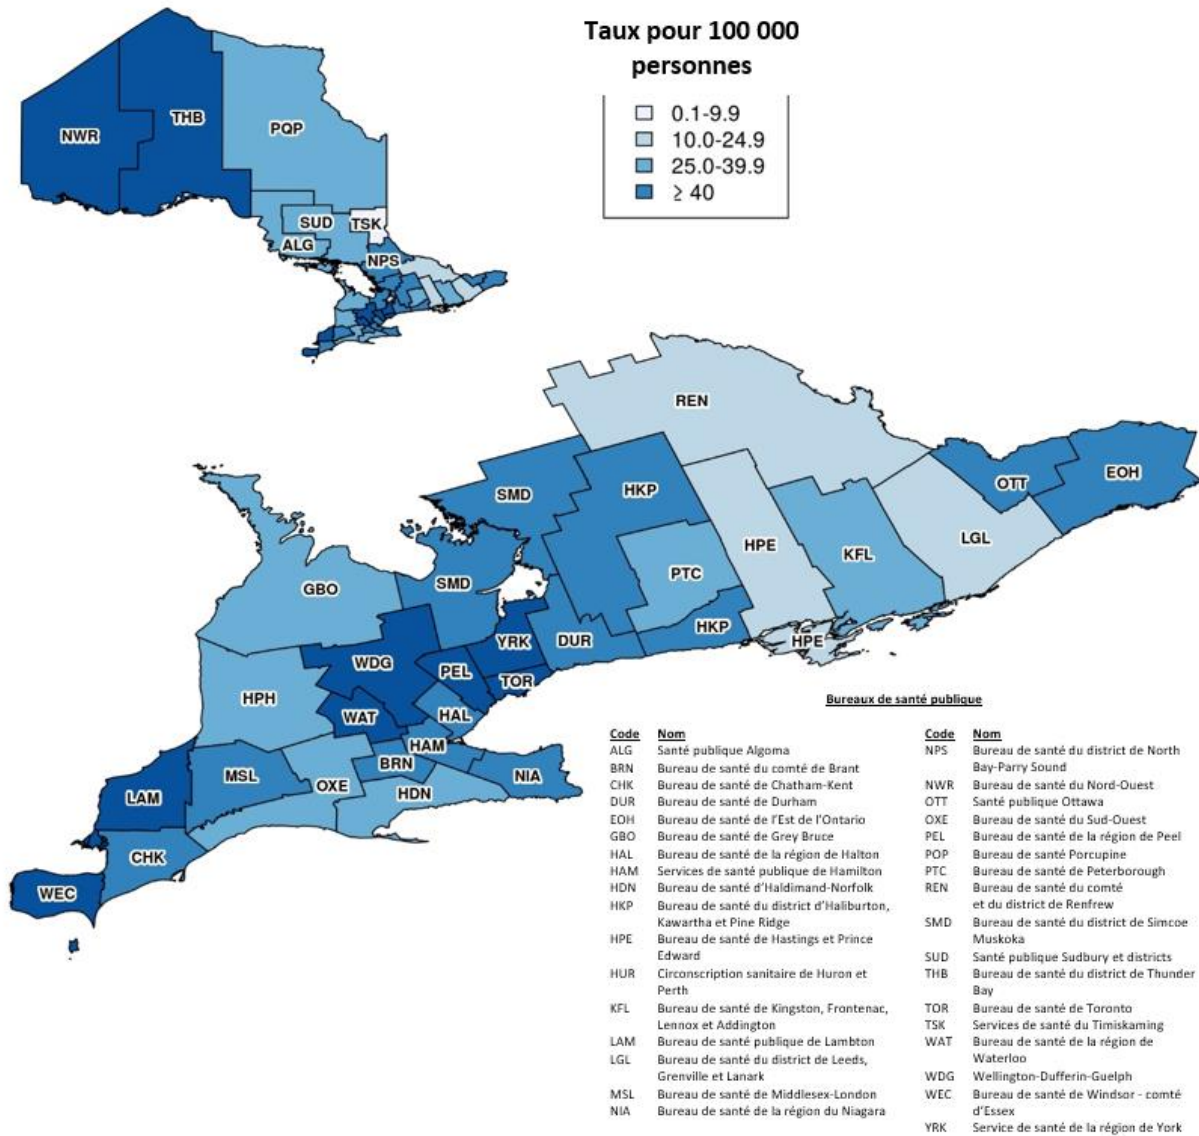 Taux pour 100 000
personnes
0.1-9.9
10.0-24.9
25.0-39.9
≥ 40
NWR
THB
PQP
SUD
TSK
ALG
NPS
REN
SMD
HKP
OTT
EOH
HPE
KFL
LGL
PTC
GBO
SMD
HKP
HPE
YRK
DUR
WDG
PEL
TOR
HPH
WAT
HAL
HAM
BRN
MSL
OXE
HDN
NIA
LAM
CHK
WEC
Bureaux de santé publique
Code Nom
ALG Santé publique Algoma
BRN Bureau de santé du comté de Brant
CHK Bureau de santé de Chatham-Kent
DUR Bureau de santé de Durham
EOH Bureau de santé de l'Est de l'Ontario
GBO Bureau de santé de Grey Bruce
HAL Bureau de santé de la région de Halton
HAM Services de santé publique de Hamilton
HDN Bureau de santé d'Haldimand-Norfolk
HKP Bureau de santé du district d'Haliburton,
Kawartha et Pine Ridge
HPE Bureau de santé de Hastings et Prince
Edward
HUR Circonscription sanitaire de Huron et
Perth
KFL Bureau de santé de Kingston, Frontenac,
Lennox et Addington
LAM Bureau de santé publique de Lambton
LGL Bureau de santé du district de Leeds,
Grenville et Lanark
MSL Bureau de santé de Middlesex-London
NIA Bureau de santé de la région du Niagara
Code Nom
NPS Bureau de santé du district de North
Bay-Parry Sound
NWR Bureau de santé du Nord-Ouest
OTT Santé publique Ottawa
OXE Bureau de santé du Sud-Ouest
PEL Bureau de santé de la région de Peel
POP Bureau de santé Porcupine
PTC Bureau de santé de Peterborough
REN Bureau de santé du comté
et du district de Renfrew
SMD Bureau de santé du district de Simcoe
Muskoka
SUD Santé publique Sudbury et districts
THB Bureau de santé du district de Thunder
Bay
TOR Bureau de santé de Toronto
TSK Services de santé du Timiskaming
WAT Bureau de santé de la région de
Waterloo
WDG Wellington-Dufferin-Guelph
WEC Bureau de santé de Windsor - comté
d'Essex
YRK Service de santé de la région de York